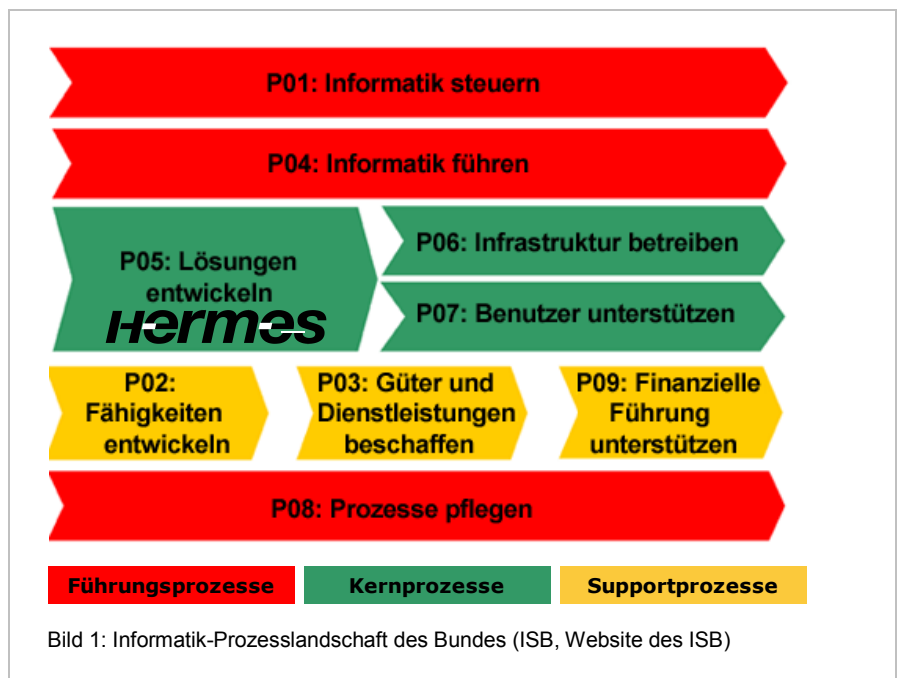 P01: Informatik steuern
P04: Informatik führen
P05: Lösungen
entwickeln
Hermes
P06: Infrastruktur betreiben
P07: Benutzer unterstützen
P02:
Fähigkeiten
entwickeln
P03: Güter und
Dienstleistungen
beschaffen
P09: Finanzielle
Führung
unterstützen
P08: Prozesse pflegen
Führungsprozesse
Kernprozesse
Supportprozesse
Bild 1: Informatik-Prozesslandschaft des Bundes (ISB, Website des ISB)